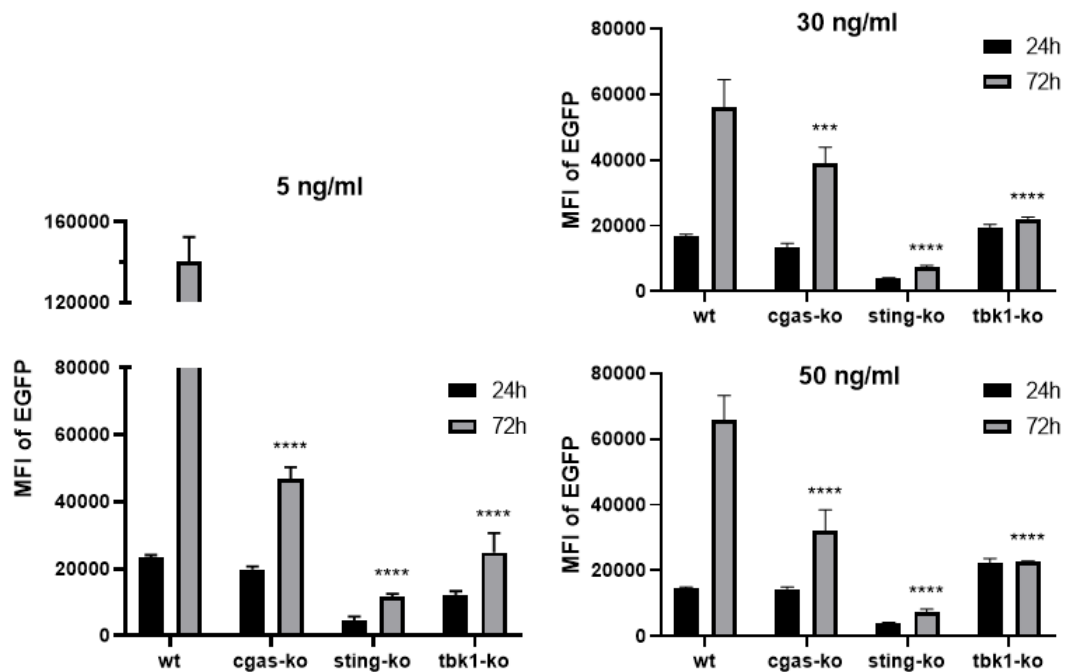 5 ng/ml
MFI of EGFP
160000
120000
80000
60000
40000
20000
0
24h
72h
****
****
****
wt cgas-ko sting-ko tbk1-ko
30 ng/ml
MFI of EGFP
80000
60000
40000
20000
0
24h
72h
***
****
****
wt cgas-ko sting-ko tbk1-ko
50 ng/ml
MFI of EGFP
80000
60000
40000
20000
0
24h
72h
****
****
****
wt cgas-ko sting-ko tbk1-ko